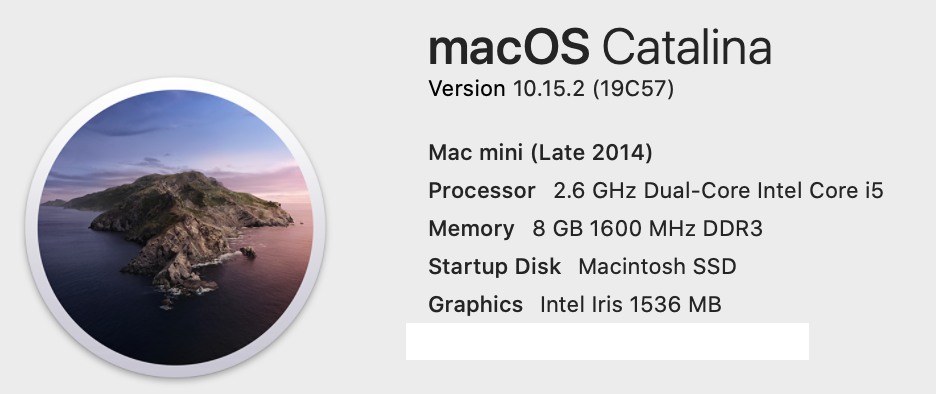 macOS Catalina
Version 10.15.2 (19C57)
Mac mini (Late 2014)
Processor 2.6 GHz Dual-Core Intel Core i5
Memory 8 GB 1600 MHz DDR3
Startup Disk Macintosh SSD
Graphics Intel Iris 1536 MB